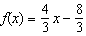 f(x) = 4/3 x - 8/3